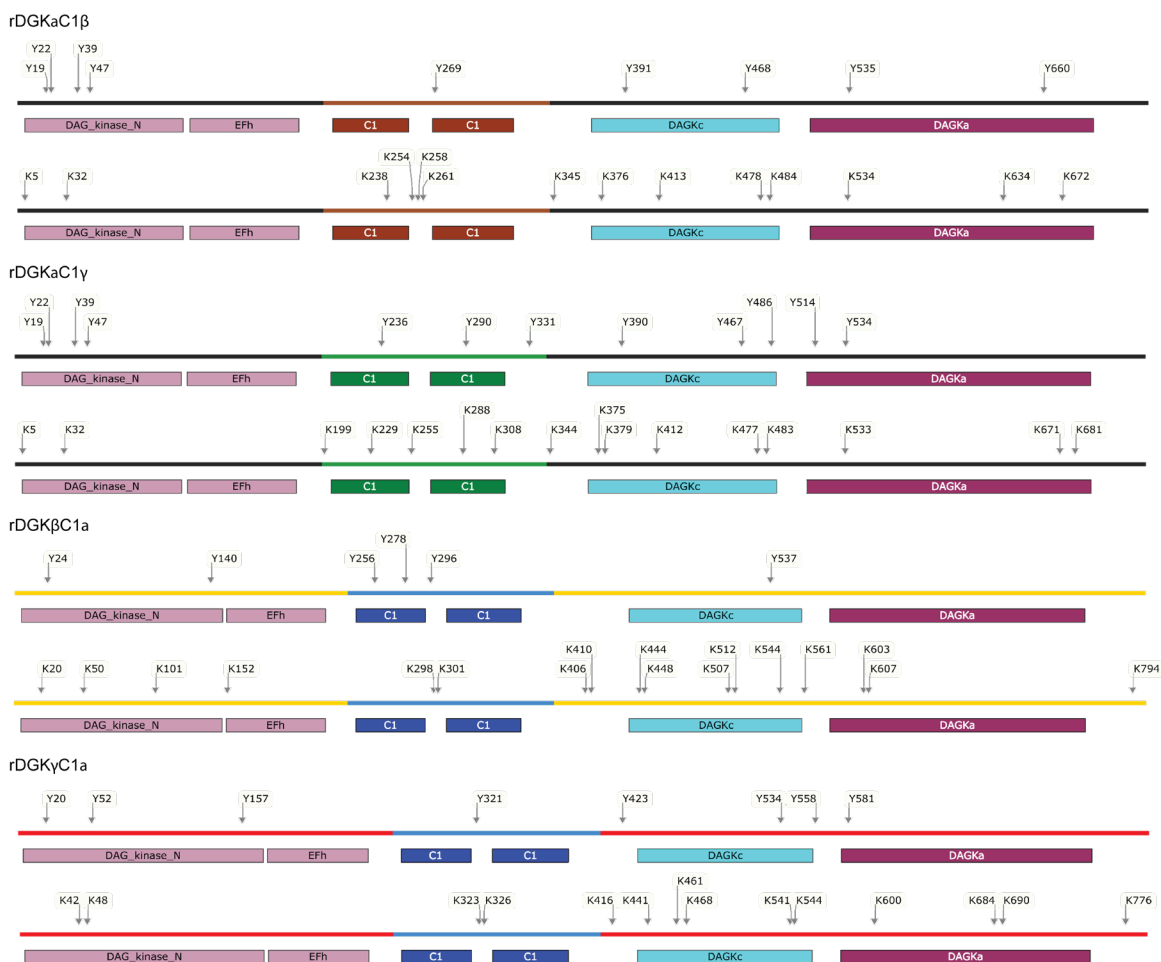 rDGKaC1β
Y22 Y39
Y19 Y47 Y269 Y391 Y468 Y535 Y660
DAG_kinase_N EFh C1 C1 DAGKc DAGKa
K254 K258
K5 K32 K238 K261 K345 K376 K413 K478 K484 K534 K634 K672
DAG_kinase_N EFh C1 C1 DAGKc DAGKa
rDGKaC1γ
Y22 Y39 Y486 Y514
Y19 Y47 Y236 Y290 Y331 Y390 Y467 Y534
DAG_kinase_N EFh C1 C1 DAGKc DAGKa
K288 K375
K5 K32 K199 K229 K255 K308 K344 K379 K412 K477 K483 K533 K671 K681
DAG_kinase_N EFh C1 C1 DAGKc DAGKa
rDGKβC1a
Y278
Y24 Y140 Y256 Y296 Y537
DAG_kinase_N EFh C1 C1 DAGKc DAGKa
K410 K444 K512 K544 K603
K20 K50 K101 K152 K298 K301 K406 K448 K507 K561 K607 K794
DAG_kinase_N EFh C1 C1 DAGKc DAGKa
rDGKγC1a
Y20 Y52 Y157 Y321 Y423 Y534 Y558 Y581
DAG_kinase_N EFh C1 C1 DAGKc DAGKa
K461
K42 K48 K323 K326 K416 K441 K468 K541 K544 K600 K684 K690 K776
DAG_kinase_N EFh C1 C1 DAGKc DAGKa